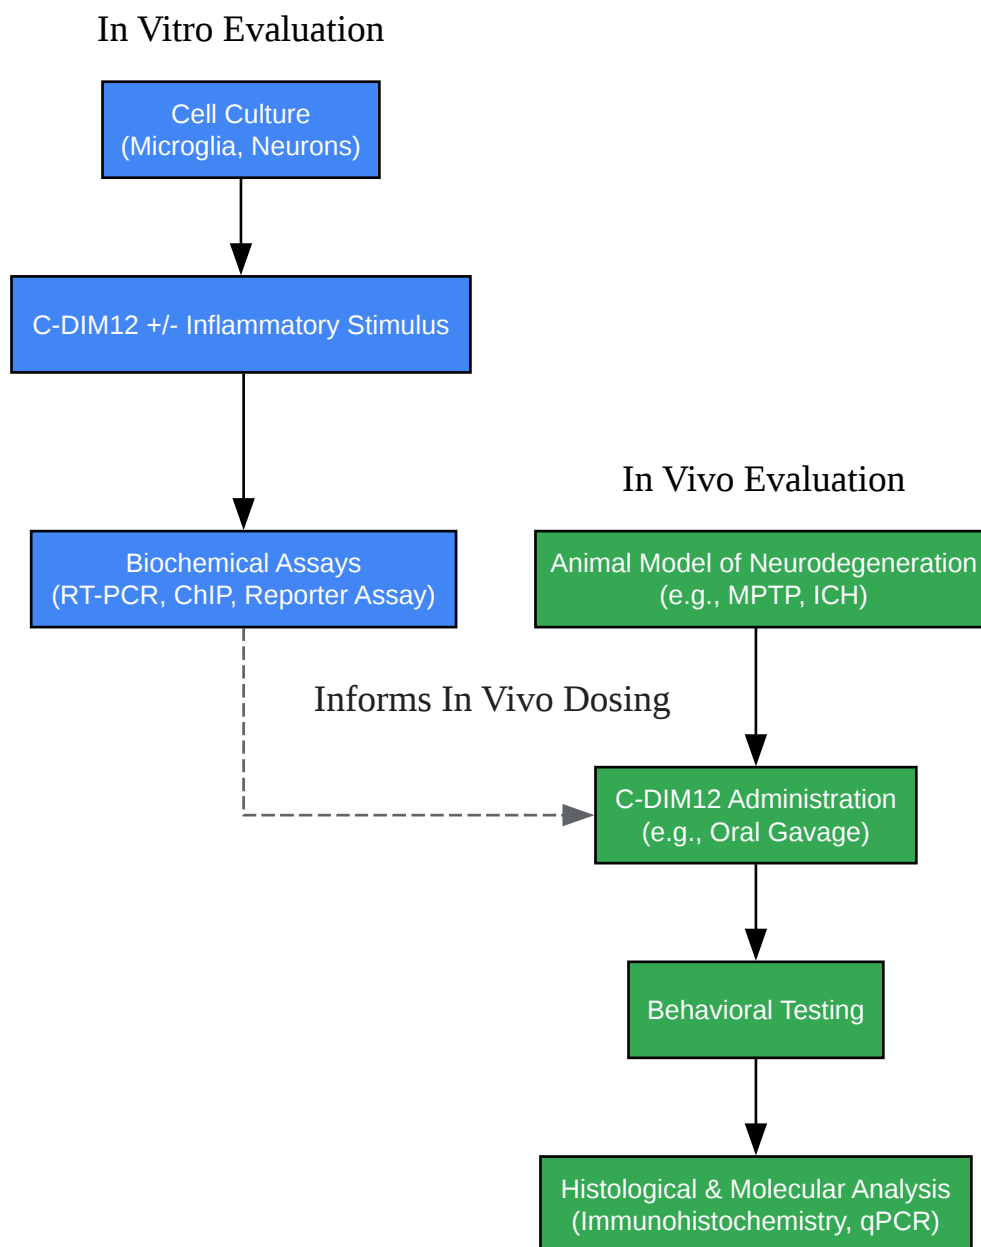 In Vitro Evaluation
Cell Culture
(Microglia, Neurons)
C-DIM12 +/- Inflammatory Stimulus
Biochemical Assays
(RT-PCR, ChIP, Reporter Assay)
In Vivo Evaluation
Animal Model of Neurodegeneration
(e.g., MPTP, ICH)
Informs In Vivo Dosing
C-DIM12 Administration
(e.g., Oral Gavage)
Behavioral Testing
Histological & Molecular Analysis
(Immunohistochemistry, qPCR)